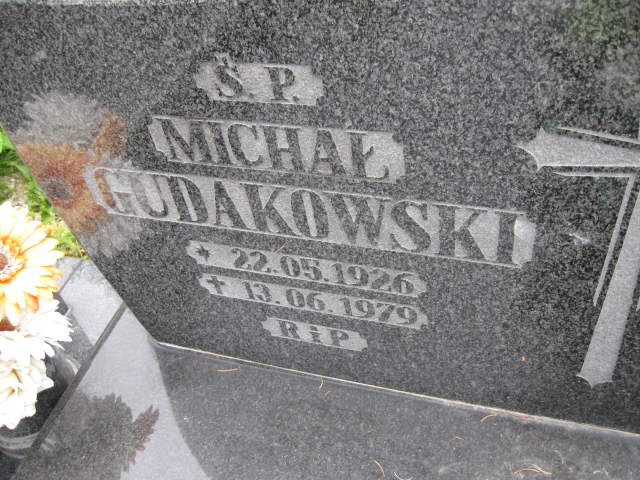 Ś.P.
MICHAŁ
GUDAKOWSKI
* 22.05.1926
✝ 13.06.1979
RiP